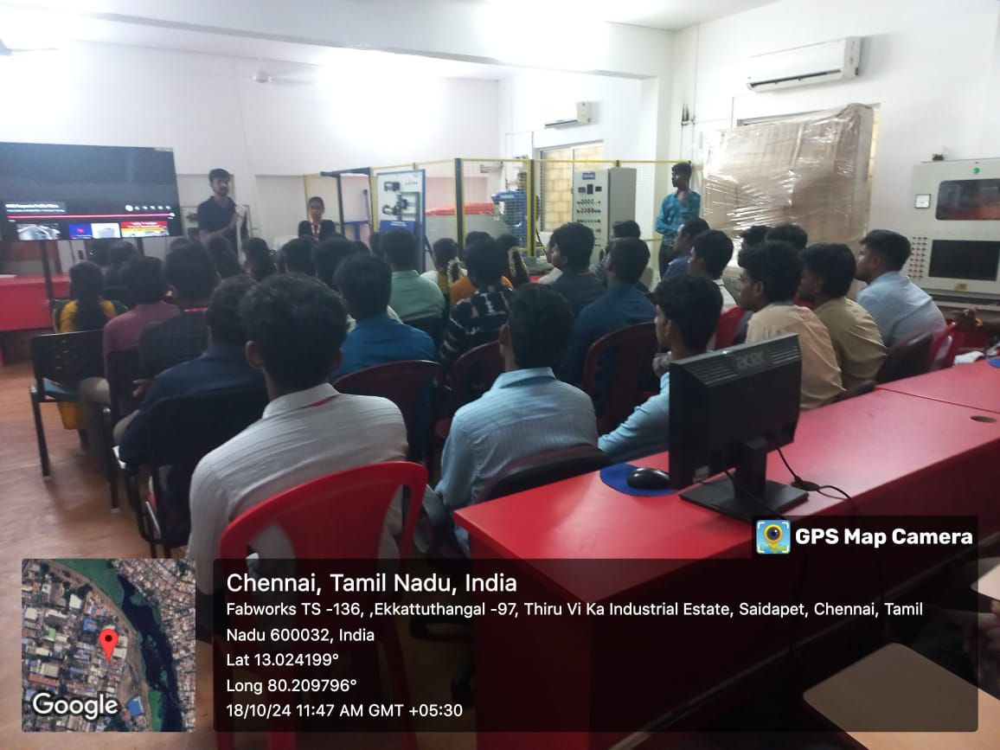 acer
GPS Map Camera
Chennai, Tamil Nadu, India
Fabworks TS -136, ,Ekkattuthangal -97, Thiru Vi Ka Industrial Estate, Saidapet, Chennai, Tamil
Nadu 600032, India
Lat 13.024199°
Long 80.209796°
18/10/24 11:47 AM GMT +05:30
Google